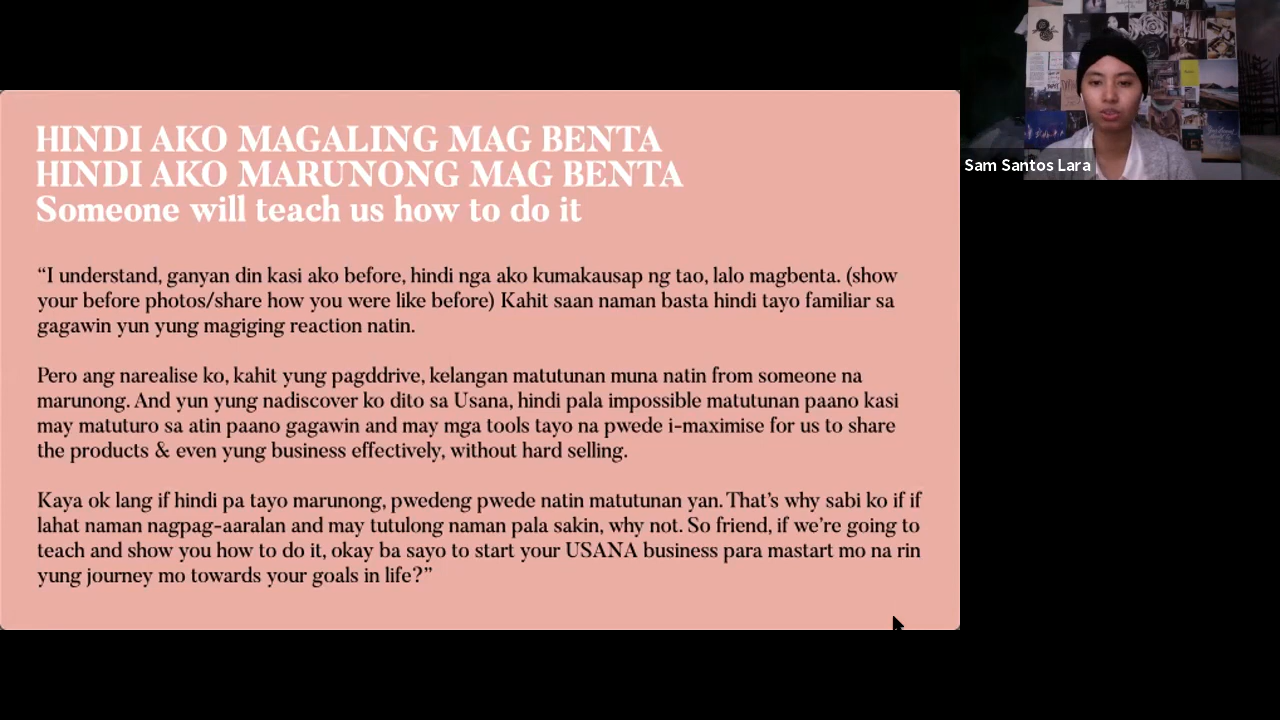 HINDI AKO MAGALING MAG BENTA
HINDI AKO MARUNONG MAG BENTA
Someone will teach us how to do it
“I understand, ganyan din kasi ako before, hindi nga ako kumakausap ng tao, lalo magbenta. (show
your before photos/share how you were like before) Kahit saan naman basta hindi tayo familiar sa
gagawin yun yung magiging reaction natin.
Pero ang narealise ko, kahit yung pagddrive, kelangan matutunan muna natin from someone na
marunong. And yun yung nadiscover ko dito sa Usana, hindi pala impossible matutunan paano kasi
may matuturo sa atin paano gagawin and may mga tools tayo na pwede i-maximise for us to share
the products & even yung business effectively, without hard selling.
Kaya ok lang if hindi pa tayo marunong, pwedeng pwede natin matutunan yan. That’s why sabi ko if if
lahat naman nagpag-aaralan and may tutulong naman pala sakin, why not. So friend, if we’re going to
teach and show you how to do it, okay ba sayo to start your USANA business para mastart mo na rin
yung journey mo towards your goals in life?”
Sam Santos Lara